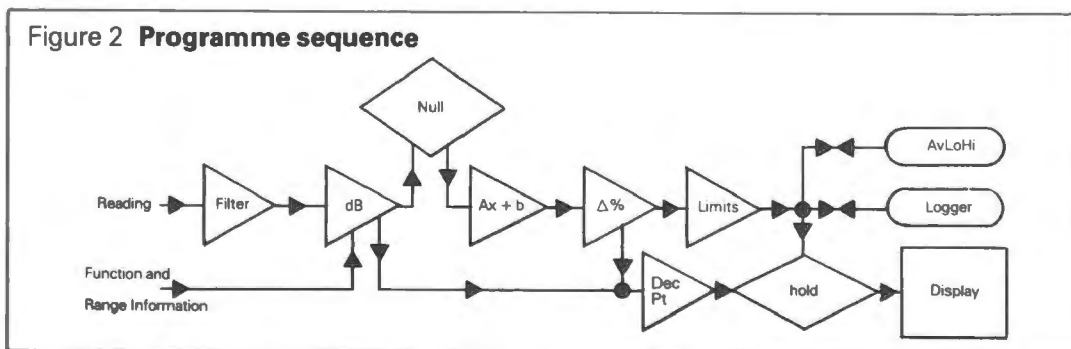 Figure 2 Programme sequence
Null
AvLoHi
Reading
Filter
dB
Ax + b
Δ%
Limits
Logger
Function and
Range Information
Dec
Pt
hold
Display